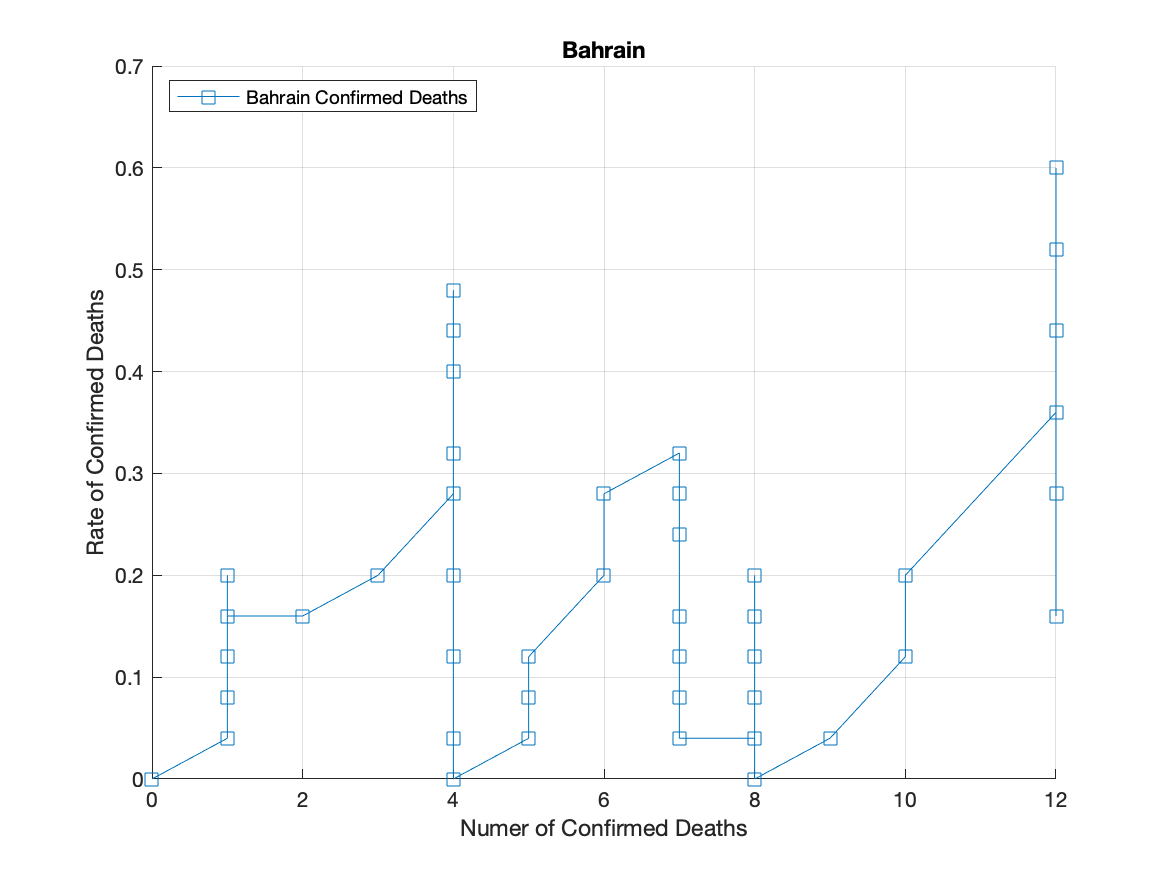 Bahrain
Bahrain Confirmed Deaths
0.7
0.6
0.5
0.4
0.3
0.2
0.1
0
Rate of Confirmed Deaths
0 2 4 6 8 10 12
Numer of Confirmed Deaths